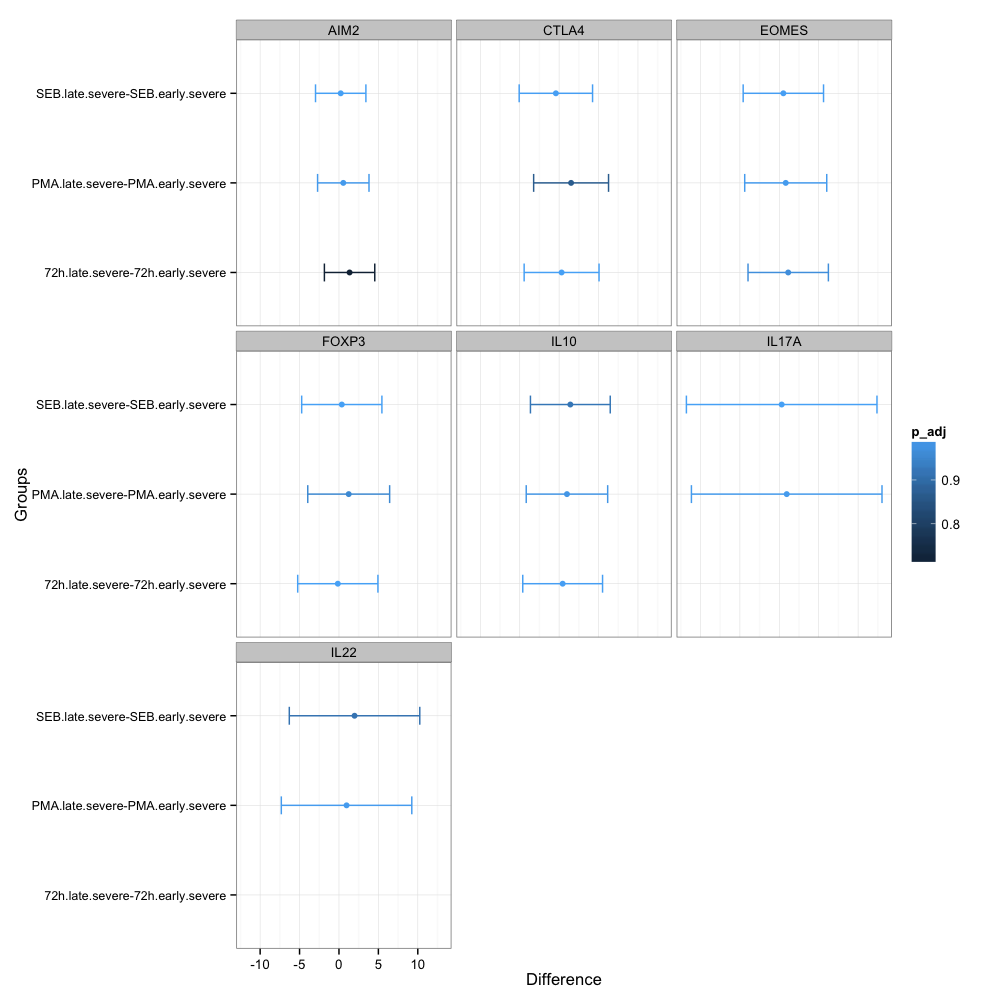 AIM2 CTLA4 EOMES
SEB.late.severe-SEB.early.severe
PMA.late.severe-PMA.early.severe
72h.late.severe-72h.early.severe
FOXP3 IL10 IL17A
SEB.late.severe-SEB.early.severe
PMA.late.severe-PMA.early.severe
72h.late.severe-72h.early.severe
IL22
SEB.late.severe-SEB.early.severe
PMA.late.severe-PMA.early.severe
72h.late.severe-72h.early.severe
-10 -5 0 5 10
Difference
Groups
p_adj
0.9
0.8